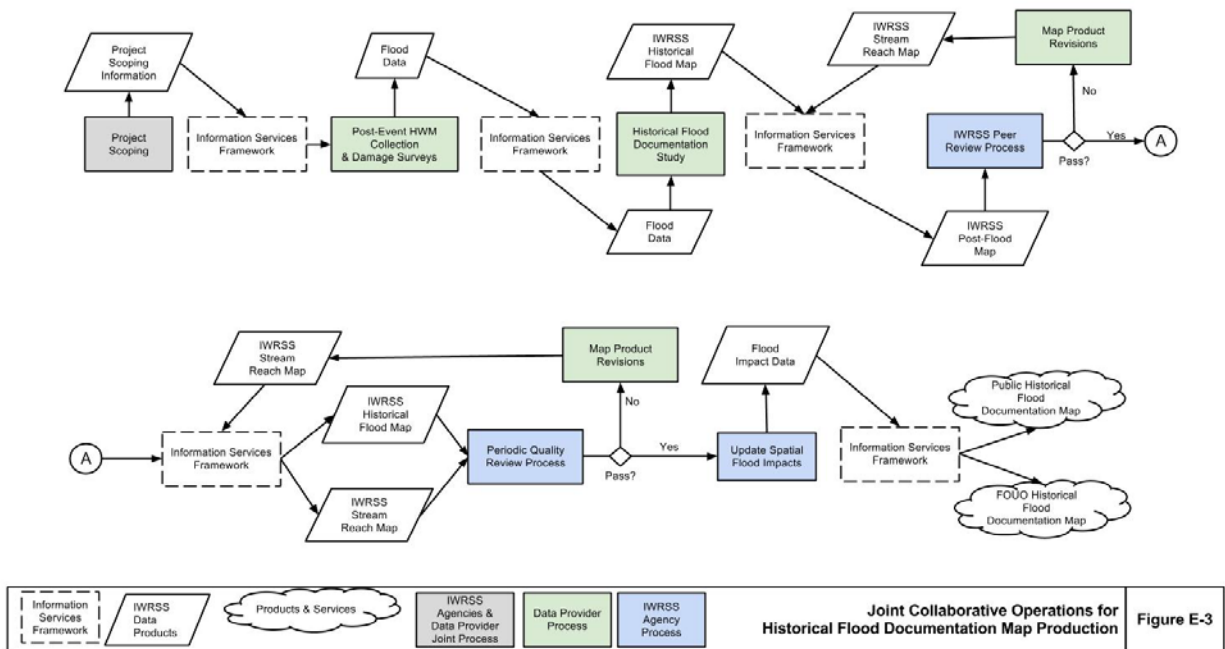 Project
Scoping
Information
Project
Scoping
Information Services
Framework
Post-Event HWM
Collection
& Damage Surveys
Flood
Data
Information Services
Framework
Flood
Data
Historical Flood
Documentation
Study
IWRSS
Historical
Flood Map
Information Services
Framework
IWRSS
Stream
Reach Map
Map Product
Revisions
No
IWRSS Peer
Review Process
Pass?
Yes
A
IWRSS
Post-Flood
Map
IWRSS
Stream
Reach Map
Map Product
Revisions
A
Information Services
Framework
IWRSS
Historical
Flood Map
IWRSS
Stream
Reach Map
Periodic Quality
Review Process
No
Pass?
Yes
Update Spatial
Flood Impacts
Flood
Impact Data
Information Services
Framework
Public Historical
Flood
Documentation Map
FOUO Historical
Flood
Documentation Map
Information
Services
Framework
IWRSS
Data
Products
Products & Services
IWRSS
Agencies &
Data Provider
Joint Process
Data Provider
Process
IWRSS
Agency
Process
Joint Collaborative Operations for
Historical Flood Documentation Map Production
Figure E-3